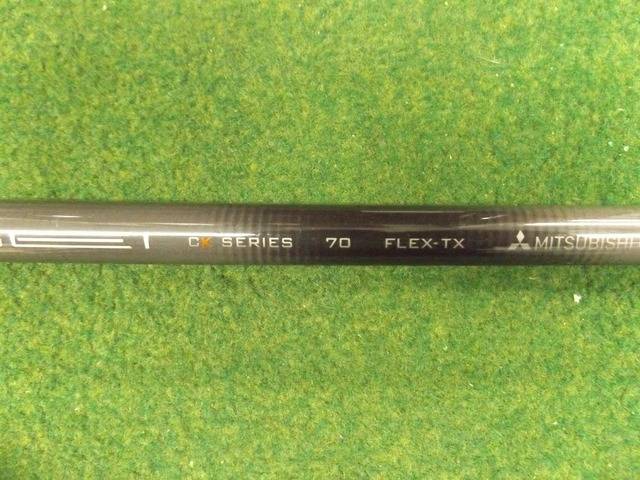 CK SERIES 70 FLEX-TX MITSUBISHI